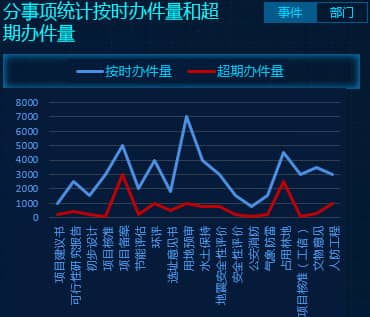 分事项统计按时办件量和超
期办件量
事件
部门
按时办件量
超期办件量
8000
7000
6000
5000
4000
3000
2000
1000
0
项目建议书
可行性研究报告
初步设计
项目核准
项目备案
节能评估
环评
选址意见书
用地预审
水土保持
地震安全性评价
安全性评价
公安消防
气象防雷
占用林地
项目核准（工信）
文物意见
人防工程